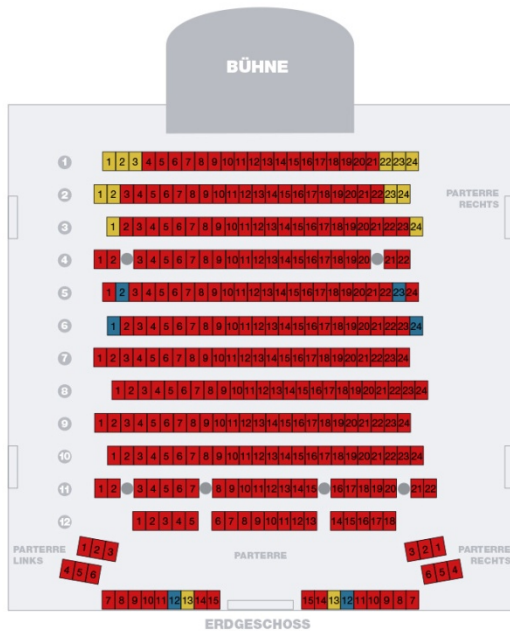 BÜHNE
1 1 2 3 4 5 6 7 8 9 10 11 12 13 14 15 16 17 18 19 20 21 22 23 24
2 1 2 3 4 5 6 7 8 9 10 11 12 13 14 15 16 17 18 19 20 21 22 23 24
PARTERRE
RECHTS
3 1 2 3 4 5 6 7 8 9 10 11 12 13 14 15 16 17 18 19 20 21 22 23 24
4 1 2 3 4 5 6 7 8 9 10 11 12 13 14 15 16 17 18 19 20 21 22
5 1 2 3 4 5 6 7 8 9 10 11 12 13 14 15 16 17 18 19 20 21 22 23 24
6 1 2 3 4 5 6 7 8 9 10 11 12 13 14 15 16 17 18 19 20 21 22 23 24
7 1 2 3 4 5 6 7 8 9 10 11 12 13 14 15 16 17 18 19 20 21 22 23 24
8 1 2 3 4 5 6 7 8 9 10 11 12 13 14 15 16 17 18 19 20 21 22 23 24
9 1 2 3 4 5 6 7 8 9 10 11 12 13 14 15 16 17 18 19 20 21 22 23 24
10 1 2 3 4 5 6 7 8 9 10 11 12 13 14 15 16 17 18 19 20 21 22 23 24
11 1 2 3 4 5 6 7 8 9 10 11 12 13 14 15 16 17 18 19 20 21 22
12 1 2 3 4 5 6 7 8 9 10 11 12 13 14 15 16 17 18
PARTERRE
LINKS
1 2 3
4 5 6
PARTERRE
3 2 1
6 5 4
PARTERRE
RECHTS
7 8 9 10 11 12 13 14 15
15 14 13 12 11 10 9 8 7
ERDGESCHOSS